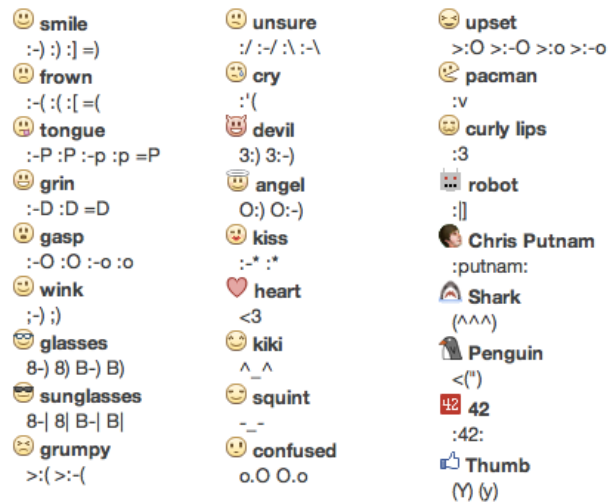 smile
:-) :) :] =)
frown
:-( :( :[ =(
tongue
:-P :P :-p :p =P
grin
:-D :D =D
gasp
:-O :O :-o :o
wink
;-) ;)
glasses
8-) 8) B-) B)
sunglasses
8-| 8| B-| B|
grumpy
>:( >:-(
unsure
:/ :-/ :\ :-\
cry
:'(
devil
3:) 3:-)
angel
O:) O:-)
kiss
:-* :*
heart
<3
kiki
^_^
squint
-_-
confused
o.O O.o
upset
>:O >:-O >:o >:-o
pacman
:v
curly lips
:3
robot
:|]
Chris Putnam
:putnam:
Shark
(^^^)
Penguin
<(")
42
42
:42:
Thumb
(Y) (y)